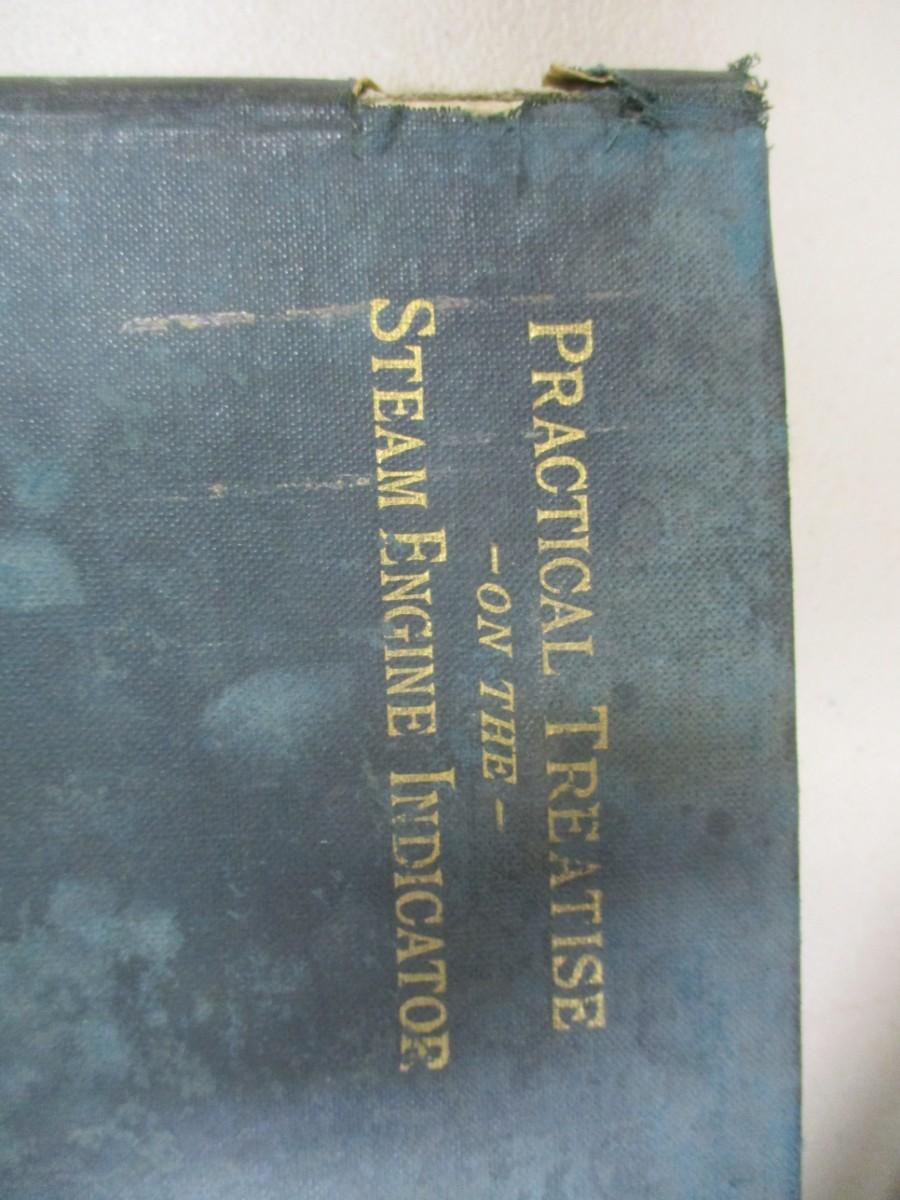 PRACTICAL TREATISE
-ON THE-
STEAM ENGINE INDICATOR